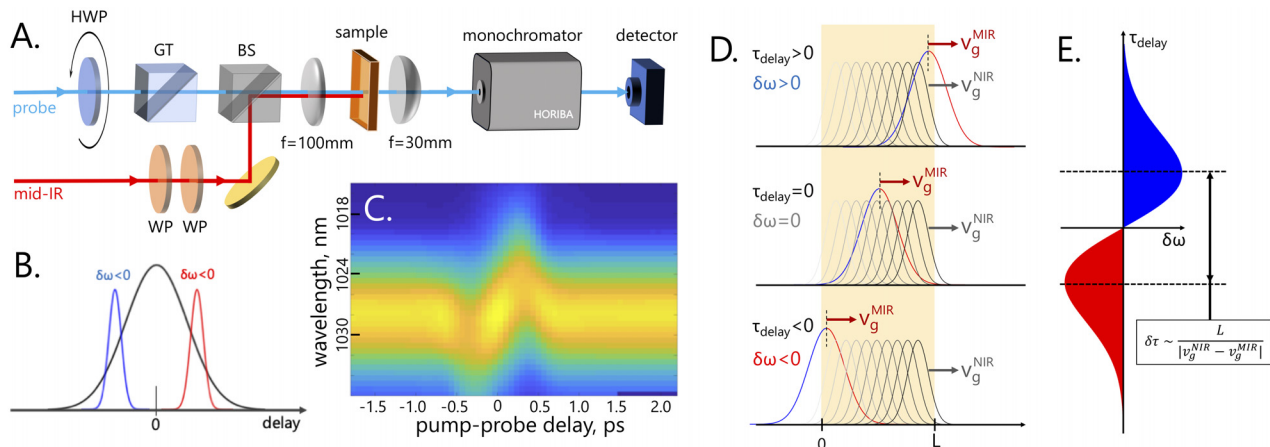 A.
HWP
GT
BS
sample
monochromator
detector
probe
HORIBA
f=100mm
f=30mm
mid-IR
WP
WP
B.
δω<0
δω<0
0
delay
C.
wavelength, nm
1018
1024
1030
-1.5
-1.0
-0.5
0
0.5
1.0
1.5
2.0
pump-probe delay, ps
D.
τdelay>0
δω>0
vgMIR
vgNIR
τdelay=0
δω=0
vgMIR
vgNIR
τdelay<0
δω<0
vgMIR
vgNIR
0
L
E.
τdelay
δω
δτ ~ L / |vgNIR − vgMIR|